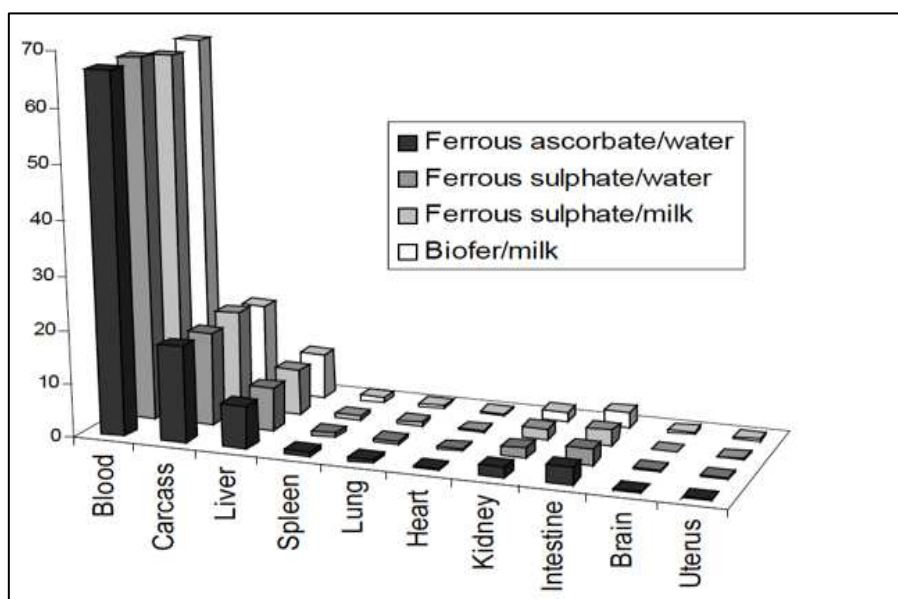 70
60
50
40
30
20
10
0
Ferrous ascorbate/water
Ferrous sulphate/water
Ferrous sulphate/milk
Biofer/milk
Blood
Carcass
Liver
Spleen
Lung
Heart
Kidney
Intestine
Brain
Uterus